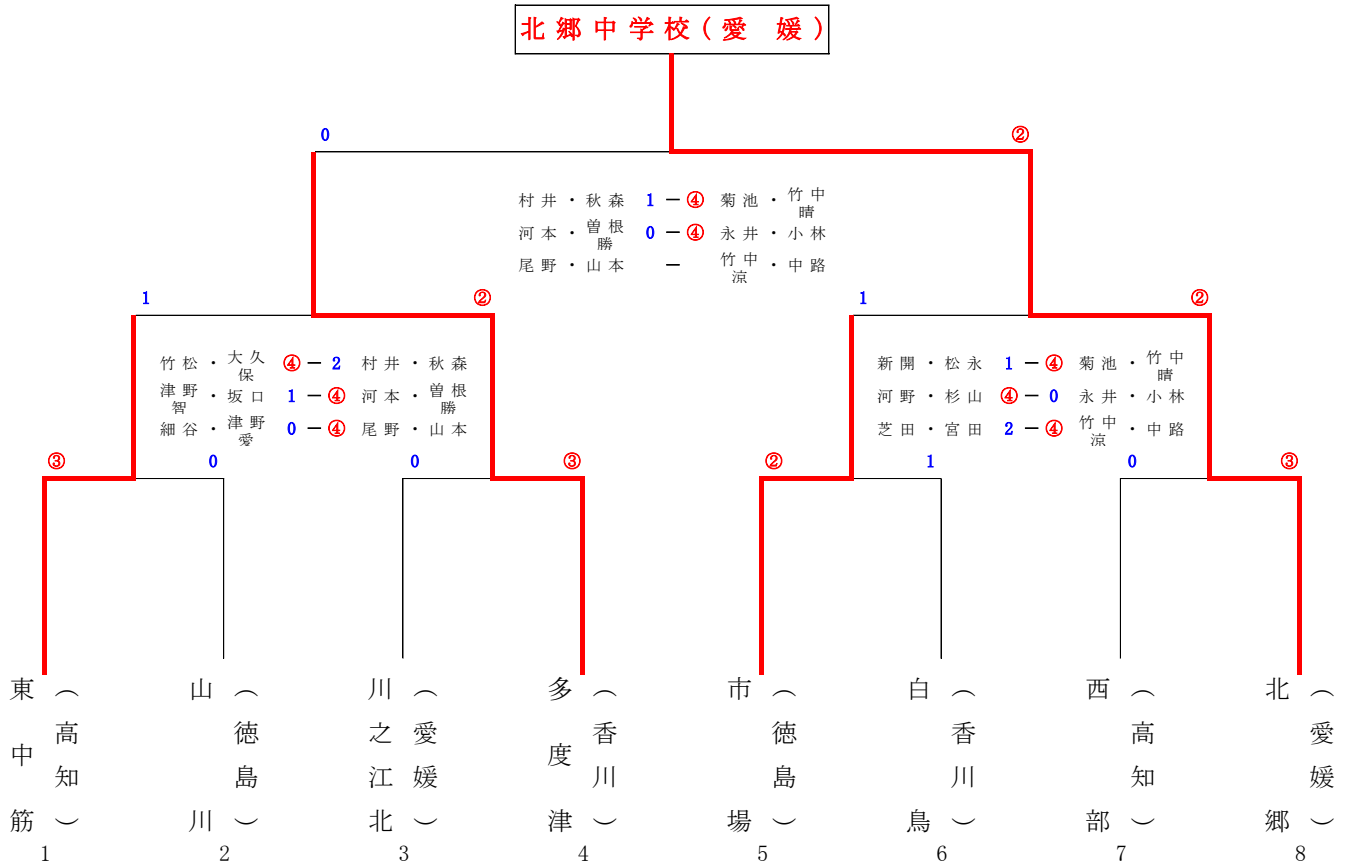 北郷中学校(愛 媛)
0 ②
村井・秋森 1 － ④ 菊池・竹中晴
河本・曽根勝 0 － ④ 永井・小林
尾野・山本 － 竹中涼・中路
1 ② 1 ②
竹松・大久保 ④ － 2 村井・秋森
津野智・坂口 1 － ④ 河本・曽根勝
細谷・津野愛 0 － ④ 尾野・山本
新開・松永 1 － ④ 菊池・竹中晴
河野・杉山 ④ － 0 永井・小林
芝田・宮田 2 － ④ 竹中涼・中路
③ 0 0 ③ ② 1 0 ③
東中筋(高知)
山川(徳島)
川之江北(愛媛)
多度津(香川)
市場(徳島)
白鳥(香川)
西部(高知)
北郷(愛媛)
1 2 3 4 5 6 7 8